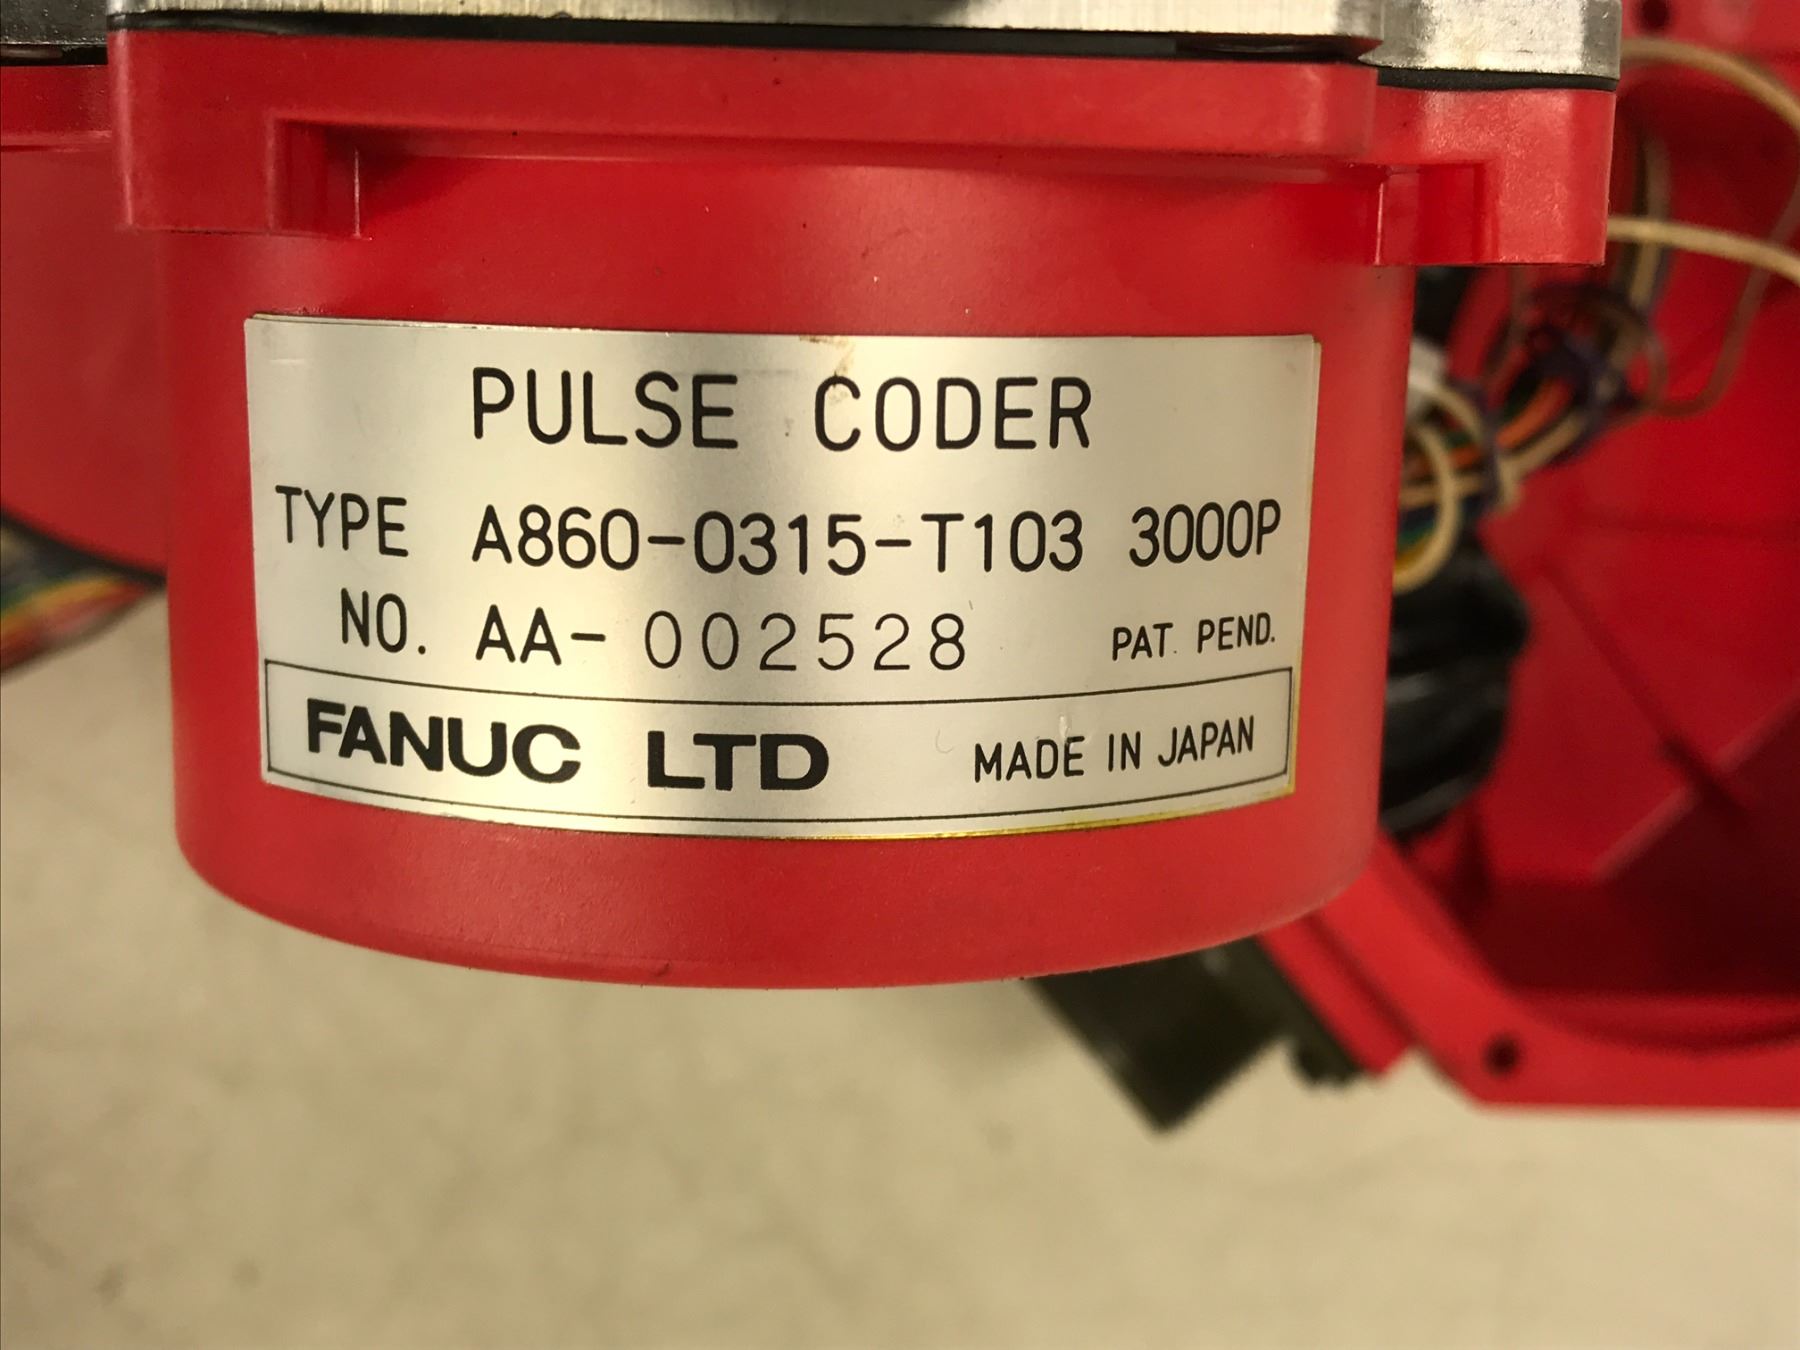 PULSE CODER
TYPE A860-0315-T103 3000P
NO. AA-002528 PAT. PEND.
FANUC LTD MADE IN JAPAN